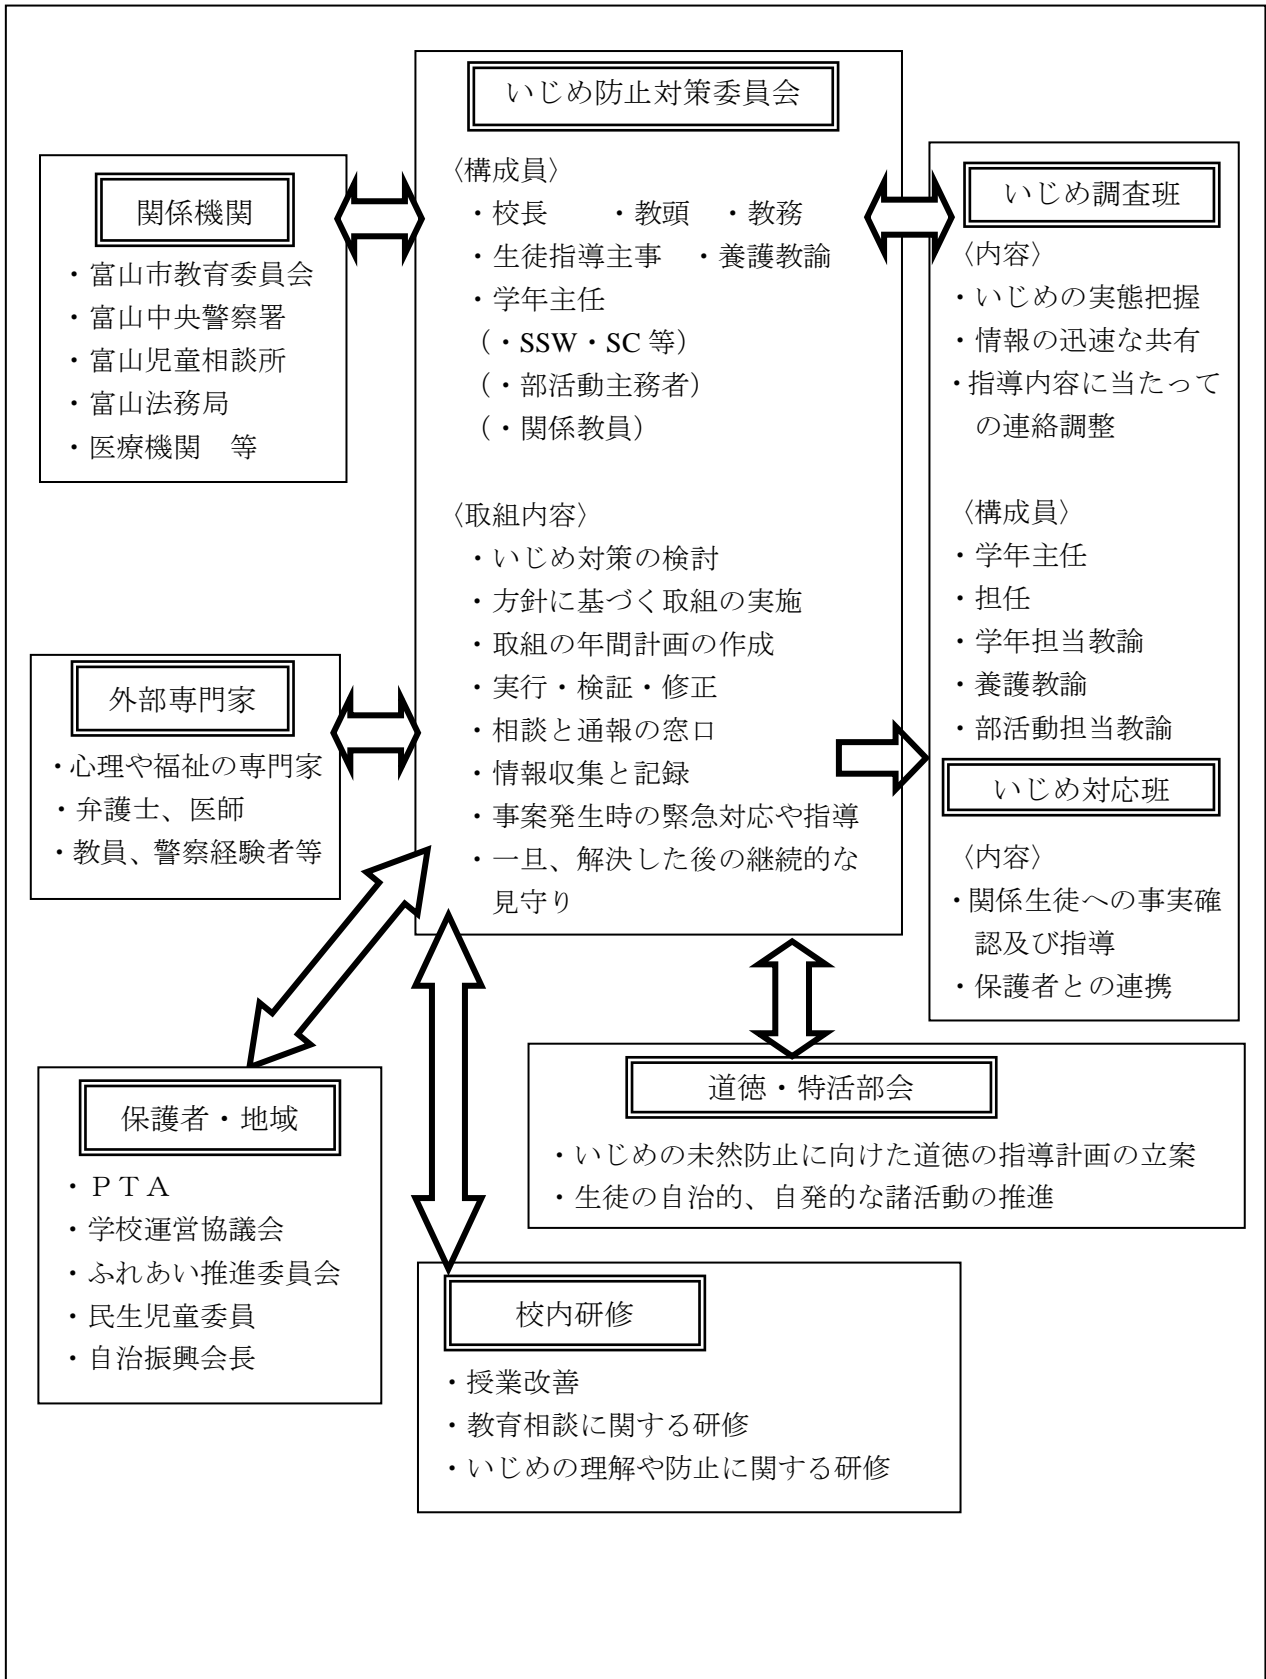 いじめ防止対策委員会
〈構成員〉
・校長　　・教頭　・教務
・生徒指導主事　・養護教諭
・学年主任
（・SSW・SC 等）
（・部活動主務者）
（・関係教員）
〈取組内容〉
・いじめ対策の検討
・方針に基づく取組の実施
・取組の年間計画の作成
・実行・検証・修正
・相談と通報の窓口
・情報収集と記録
・事案発生時の緊急対応や指導
・一旦、解決した後の継続的な
見守り
関係機関
・富山市教育委員会
・富山中央警察署
・富山児童相談所
・富山法務局
・医療機関　等
外部専門家
・心理や福祉の専門家
・弁護士、医師
・教員、警察経験者等
いじめ調査班
〈内容〉
・いじめの実態把握
・情報の迅速な共有
・指導内容に当たって
の連絡調整
〈構成員〉
・学年主任
・担任
・学年担当教諭
・養護教諭
・部活動担当教諭
いじめ対応班
〈内容〉
・関係生徒への事実確
認及び指導
・保護者との連携
保護者・地域
・ＰＴＡ
・学校運営協議会
・ふれあい推進委員会
・民生児童委員
・自治振興会長
道徳・特活部会
・いじめの未然防止に向けた道徳の指導計画の立案
・生徒の自治的、自発的な諸活動の推進
校内研修
・授業改善
・教育相談に関する研修
・いじめの理解や防止に関する研修